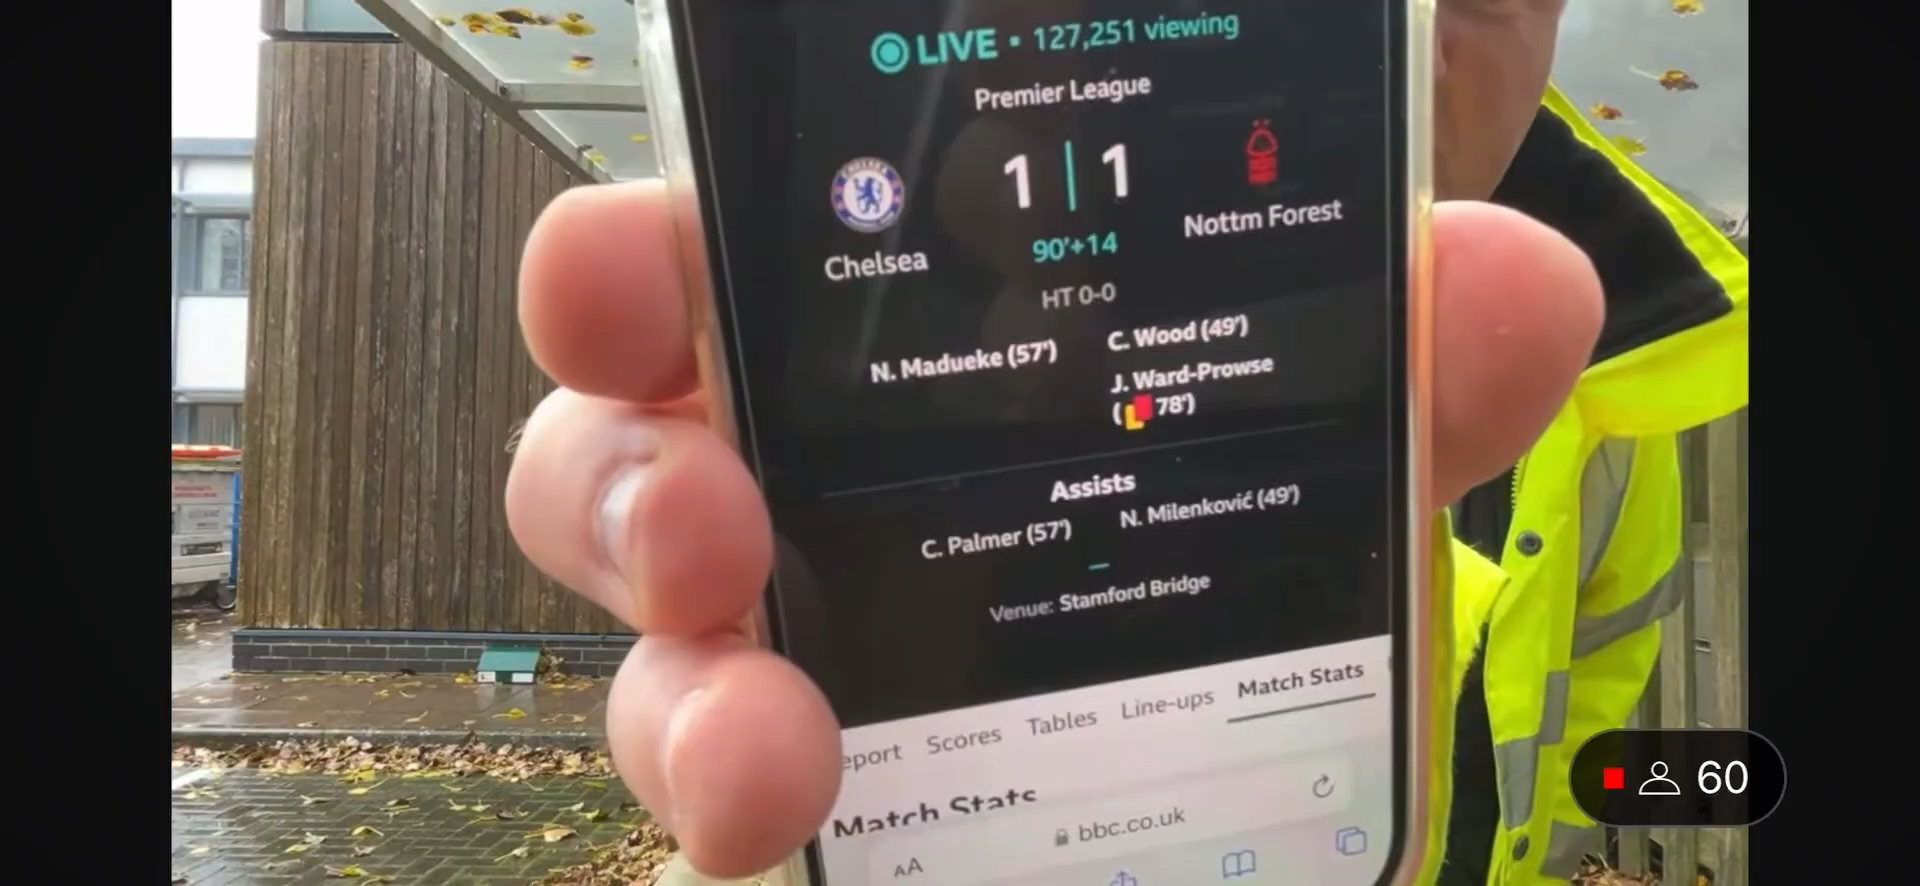 LIVE • 127,251 viewing
Premier League
1 | 1
Chelsea
Nottm Forest
90'+14
HT 0-0
N. Madueke (57')
C. Wood (49')
J. Ward-Prowse
(78')
Assists
C. Palmer (57')
N. Milenković (49')
Venue: Stamford Bridge
eport Scores Tables Line-ups Match Stats
Match Stats
AA bbc.co.uk
60